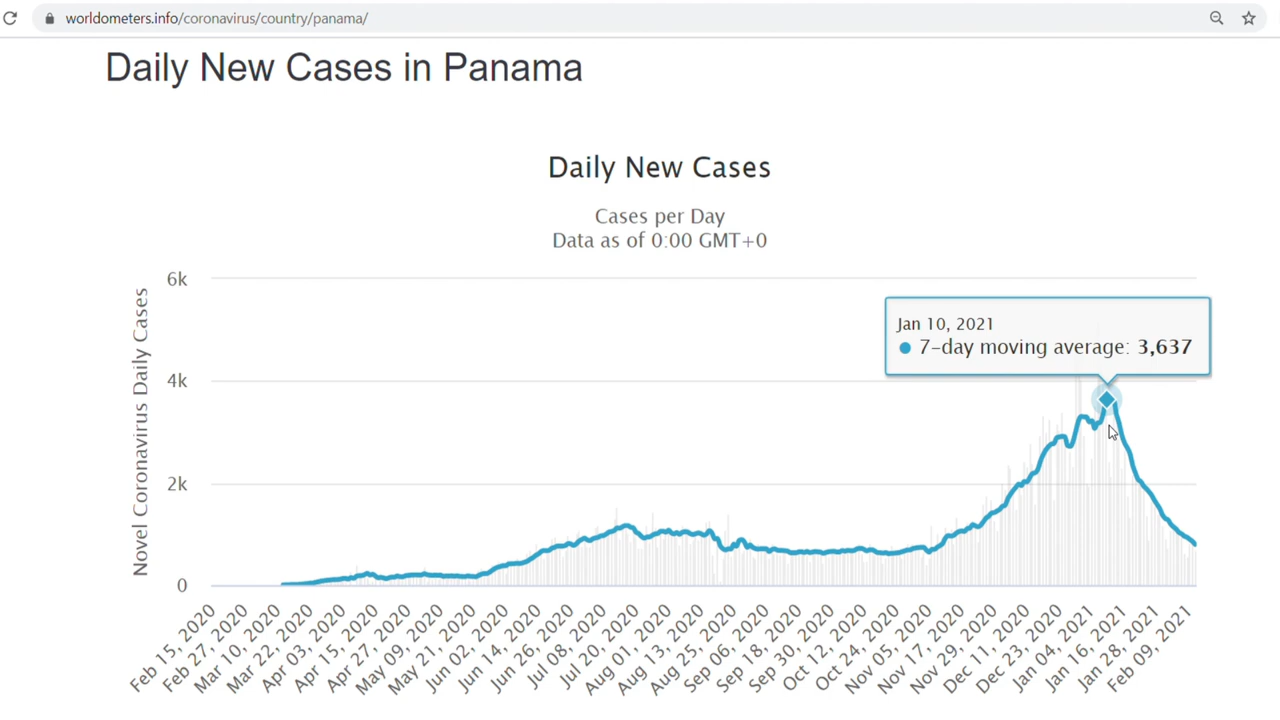 worldometers.info/coronavirus/country/panama/
Daily New Cases in Panama
Daily New Cases
Cases per Day
Data as of 0:00 GMT+0
Novel Coronavirus Daily Cases
6k
4k
2k
0
Jan 10, 2021
7-day moving average: 3,637
Feb 15, 2020
Feb 27, 2020
Mar 10, 2020
Mar 22, 2020
Apr 03, 2020
Apr 15, 2020
Apr 27, 2020
May 09, 2020
May 21, 2020
Jun 02, 2020
Jun 14, 2020
Jun 26, 2020
Jul 08, 2020
Jul 20, 2020
Aug 01, 2020
Aug 13, 2020
Aug 25, 2020
Sep 06, 2020
Sep 18, 2020
Sep 30, 2020
Oct 12, 2020
Oct 24, 2020
Nov 05, 2020
Nov 17, 2020
Nov 29, 2020
Dec 11, 2020
Dec 23, 2020
Jan 04, 2021
Jan 16, 2021
Jan 28, 2021
Feb 09, 2021